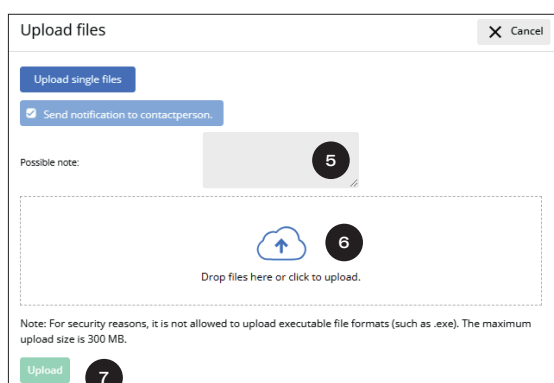 Upload files
Cancel
Upload single files
Send notification to contactperson.
Possible note:
5
6
Drop files here or click to upload.
Note: For security reasons, it is not allowed to upload executable file formats (such as .exe). The maximum
upload size is 300 MB.
Upload
7